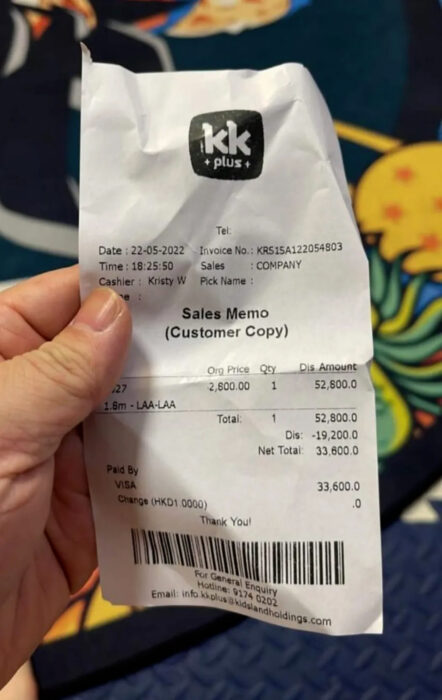 kk
+ plus +
Tel:
Date : 22-05-2022 Invoice No.: KRS15A122054803
Time : 18:25:50 Sales : COMPANY
Cashier : Kristy W Pick Name :
:
Sales Memo
(Customer Copy)
Org Price Qty Dis Amount
27 2,800.00 1 52,800.0
1.8m - LAA-LAA
Total: 1 52,800.0
Dis: -19,200.0
Net Total: 33,600.0
Paid By
VISA 33,600.0
Change (HKD1.0000) .0
Thank You!
For General Enquiry
Hotline: 9174 0202
Email: info.kkplus@kidslandholdings.com